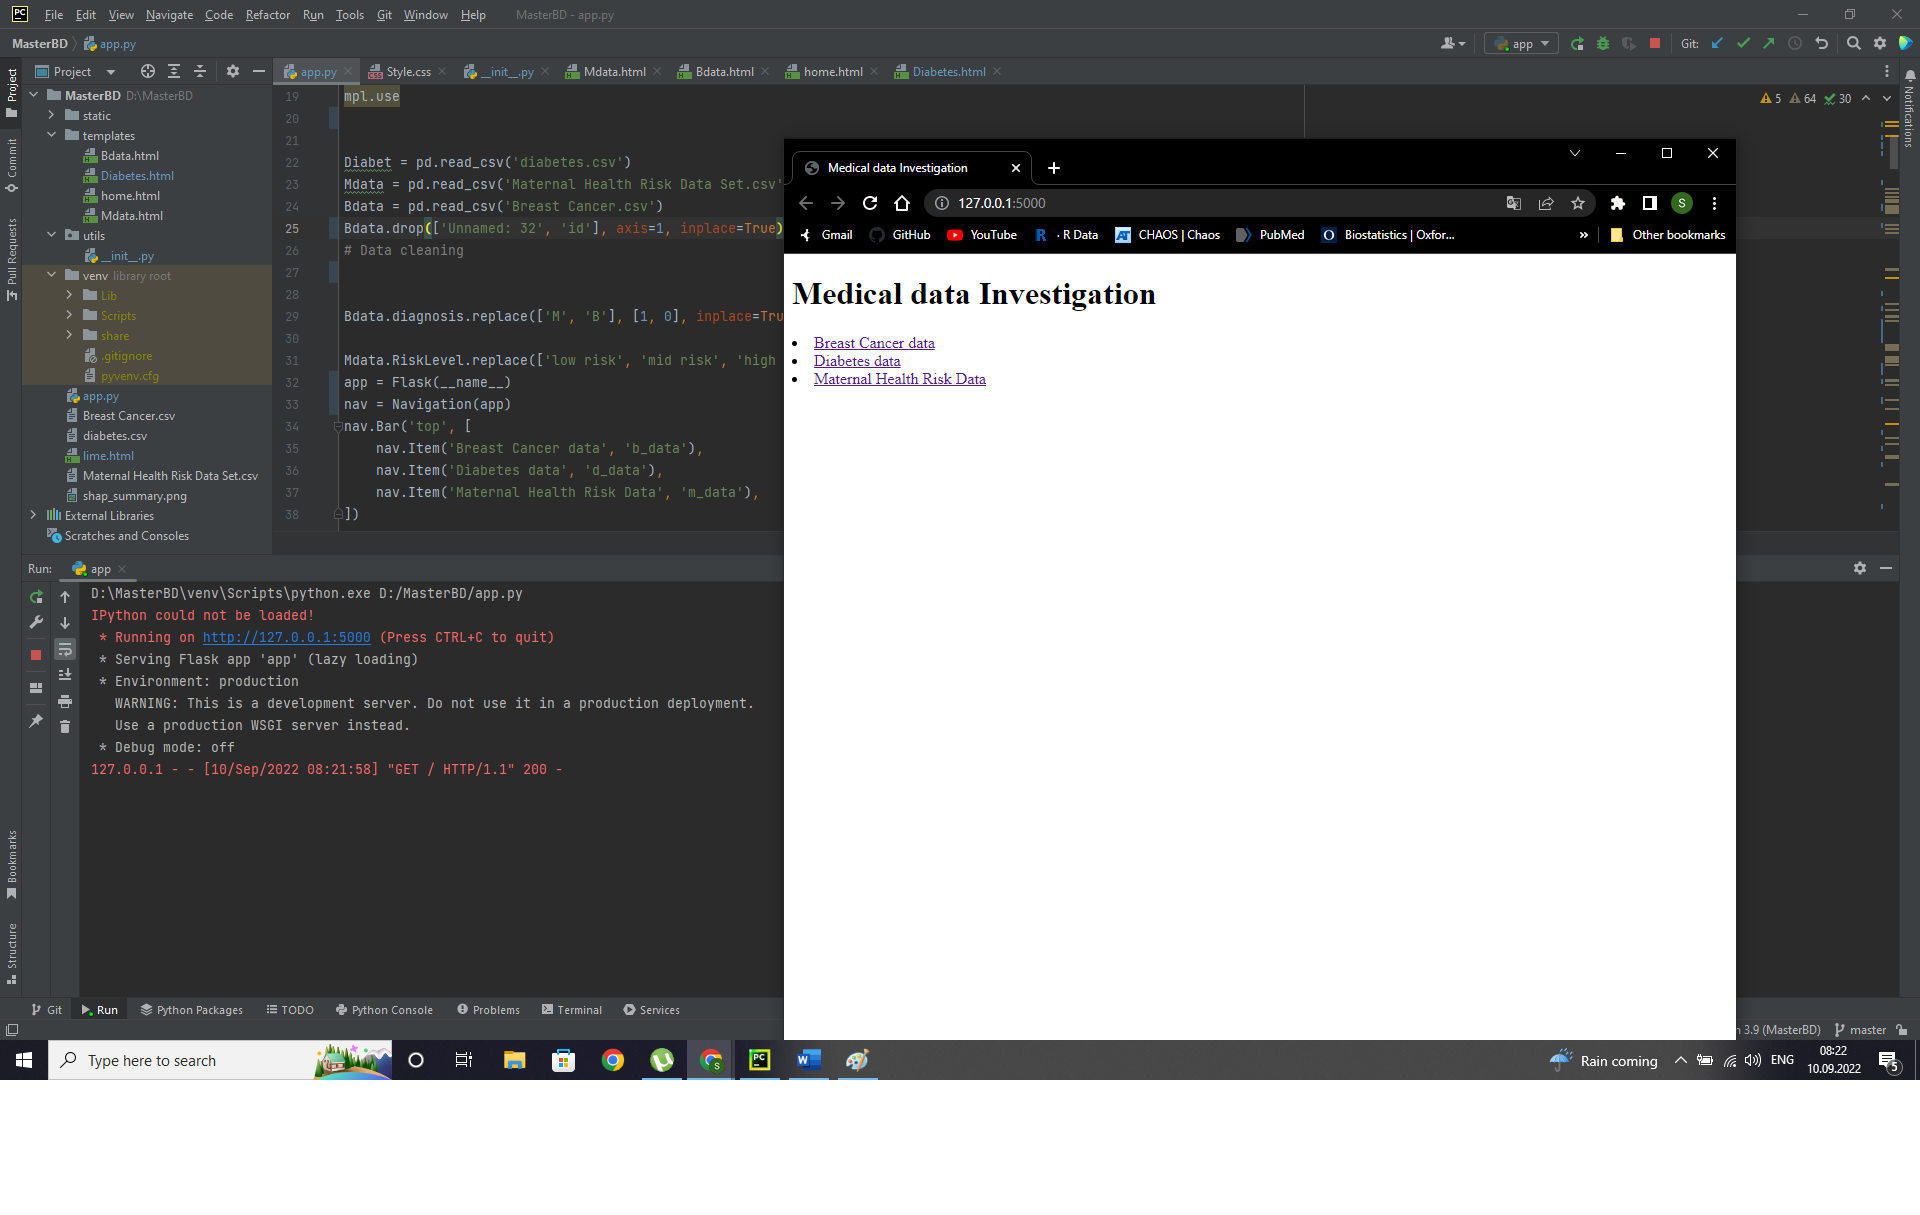 PC File Edit View Navigate Code Refactor Run Tools Git Window Help MasterBD - app.py
MasterBD app.py app Git:
Project app.py Style.css __init__.py Mdata.html Bdata.html home.html Diabetes.html
Project
Commit
Pull Requests
Bookmarks
Structure
Notifications
MasterBD D:\MasterBD
static
templates
Bdata.html
Diabetes.html
home.html
Mdata.html
utils
__init__.py
venv library root
Lib
Scripts
share
.gitignore
pyvenv.cfg
app.py
Breast Cancer.csv
diabetes.csv
lime.html
Maternal Health Risk Data Set.csv
shap_summary.png
External Libraries
Scratches and Consoles
5 64 30
19 mpl.use
20
21
22 Diabet = pd.read_csv('diabetes.csv')
23 Mdata = pd.read_csv('Maternal Health Risk Data Set.csv'
24 Bdata = pd.read_csv('Breast Cancer.csv')
25 Bdata.drop(['Unnamed: 32', 'id'], axis=1, inplace=True)
26 # Data cleaning
27
28
29 Bdata.diagnosis.replace(['M', 'B'], [1, 0], inplace=Tru
30
31 Mdata.RiskLevel.replace(['low risk', 'mid risk', 'high
32 app = Flask(__name__)
33 nav = Navigation(app)
34 nav.Bar('top', [
35 nav.Item('Breast Cancer data', 'b_data'),
36 nav.Item('Diabetes data', 'd_data'),
37 nav.Item('Maternal Health Risk Data', 'm_data'),
38 ])
Medical data Investigation
127.0.0.1:5000 S
Gmail GitHub YouTube R · R Data CHAOS | Chaos PubMed O Biostatistics | Oxfor... » Other bookmarks
Medical data Investigation
• Breast Cancer data
• Diabetes data
• Maternal Health Risk Data
Run: app
D:\MasterBD\venv\Scripts\python.exe D:/MasterBD/app.py
IPython could not be loaded!
* Running on http://127.0.0.1:5000 (Press CTRL+C to quit)
* Serving Flask app 'app' (lazy loading)
* Environment: production
WARNING: This is a development server. Do not use it in a production deployment.
Use a production WSGI server instead.
* Debug mode: off
127.0.0.1 - - [10/Sep/2022 08:21:58] "GET / HTTP/1.1" 200 -
Git Run Python Packages TODO Python Console Problems Terminal Services
3.9 (MasterBD) master
Type here to search Rain coming ENG 08:22
10.09.2022 5